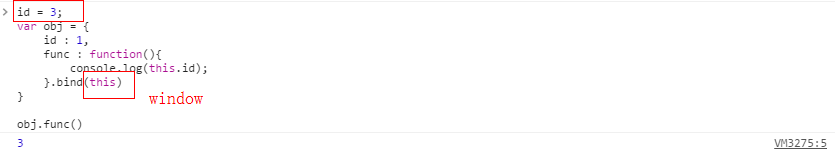 > id = 3;
var obj = {
    id : 1,
    func : function(){
        console.log(this.id);
    }.bind(this)
}
window
obj.func()
3 VM3275:5